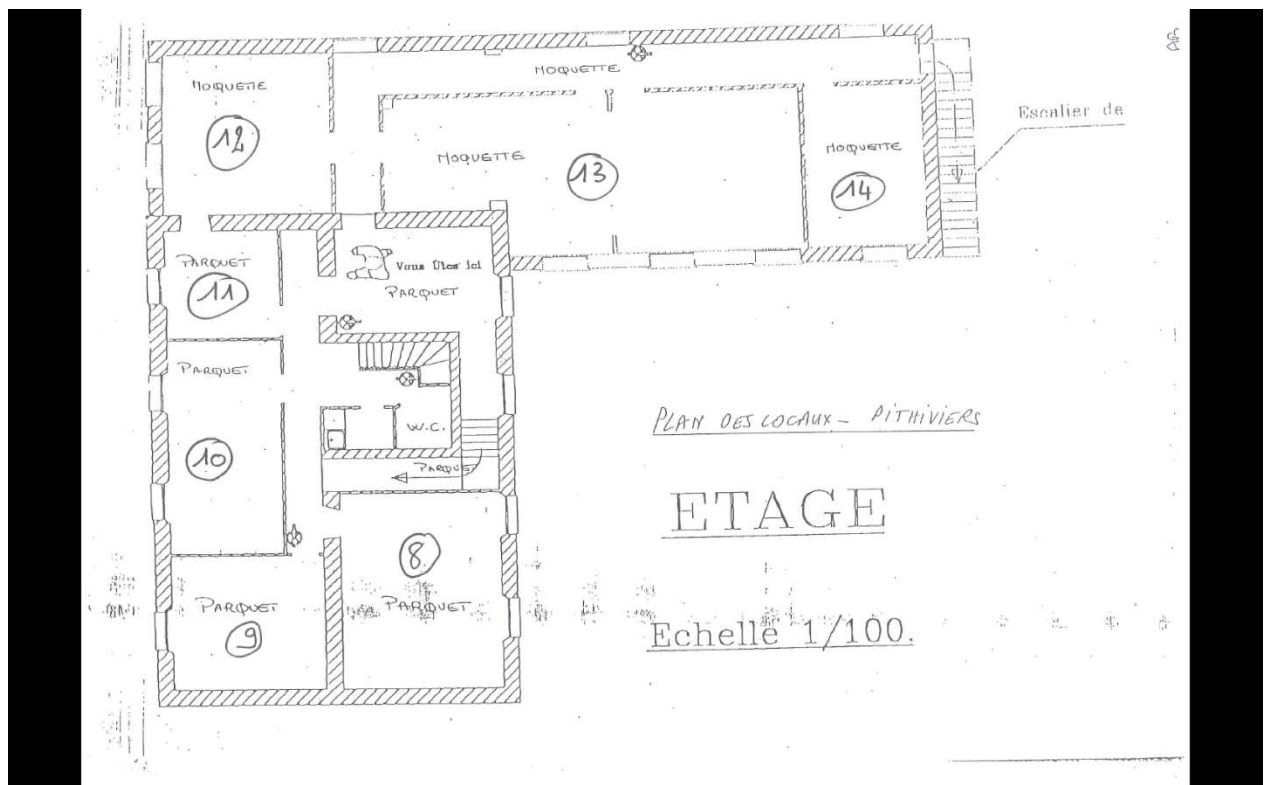 AB
MOQUETTE
MOQUETTE
Escalier de
12
MOQUETTE
13
MOQUETTE
14
PARQUET
Vous êtes ici
11
PARQUET
PARQUET
PLAN DES LOCAUX - PITHIVIERS
W.C.
10
PARQUET
ETAGE
8
PARQUET
PARQUET
9
Echelle 1/100.